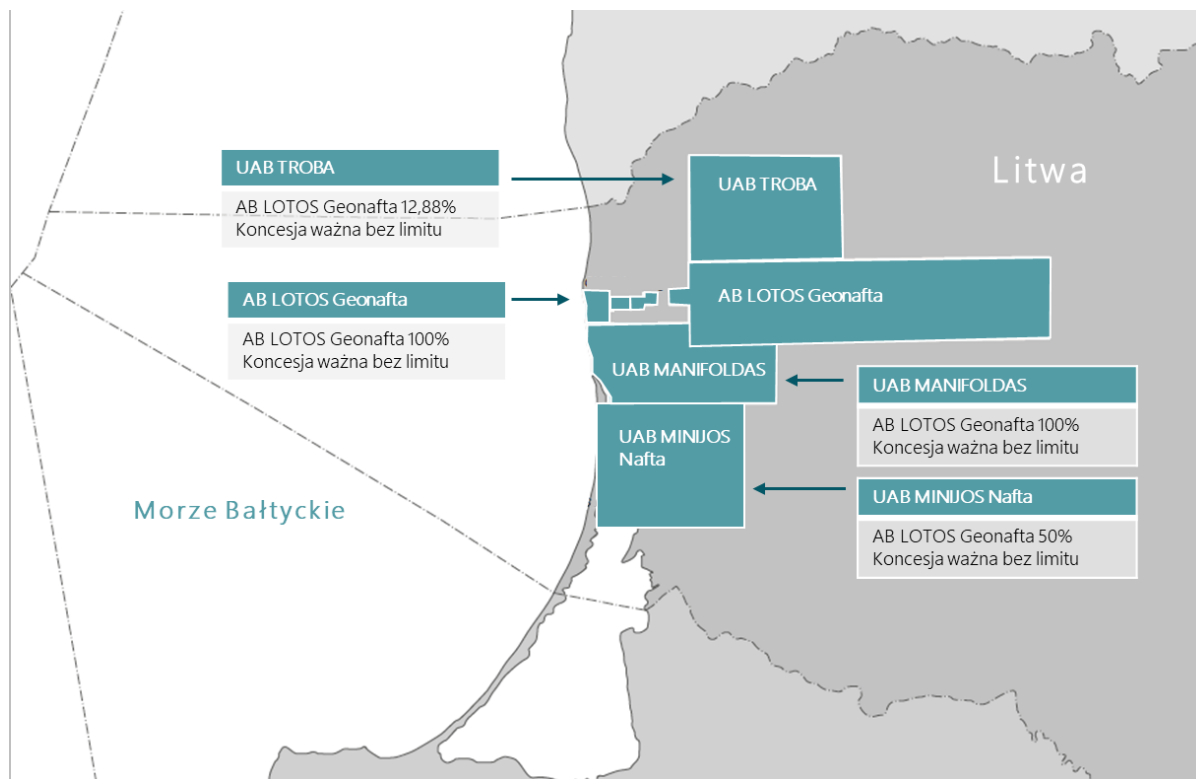 Litwa
UAB TROBA
AB LOTOS Geonafta 12,88%
Koncesja ważna bez limitu
UAB TROBA
AB LOTOS Geonafta
AB LOTOS Geonafta 100%
Koncesja ważna bez limitu
AB LOTOS Geonafta
UAB MANIFOLDAS
UAB MANIFOLDAS
AB LOTOS Geonafta 100%
Koncesja ważna bez limitu
UAB MINIJOS
Nafta
UAB MINIJOS Nafta
AB LOTOS Geonafta 50%
Koncesja ważna bez limitu
Morze Bałtyckie